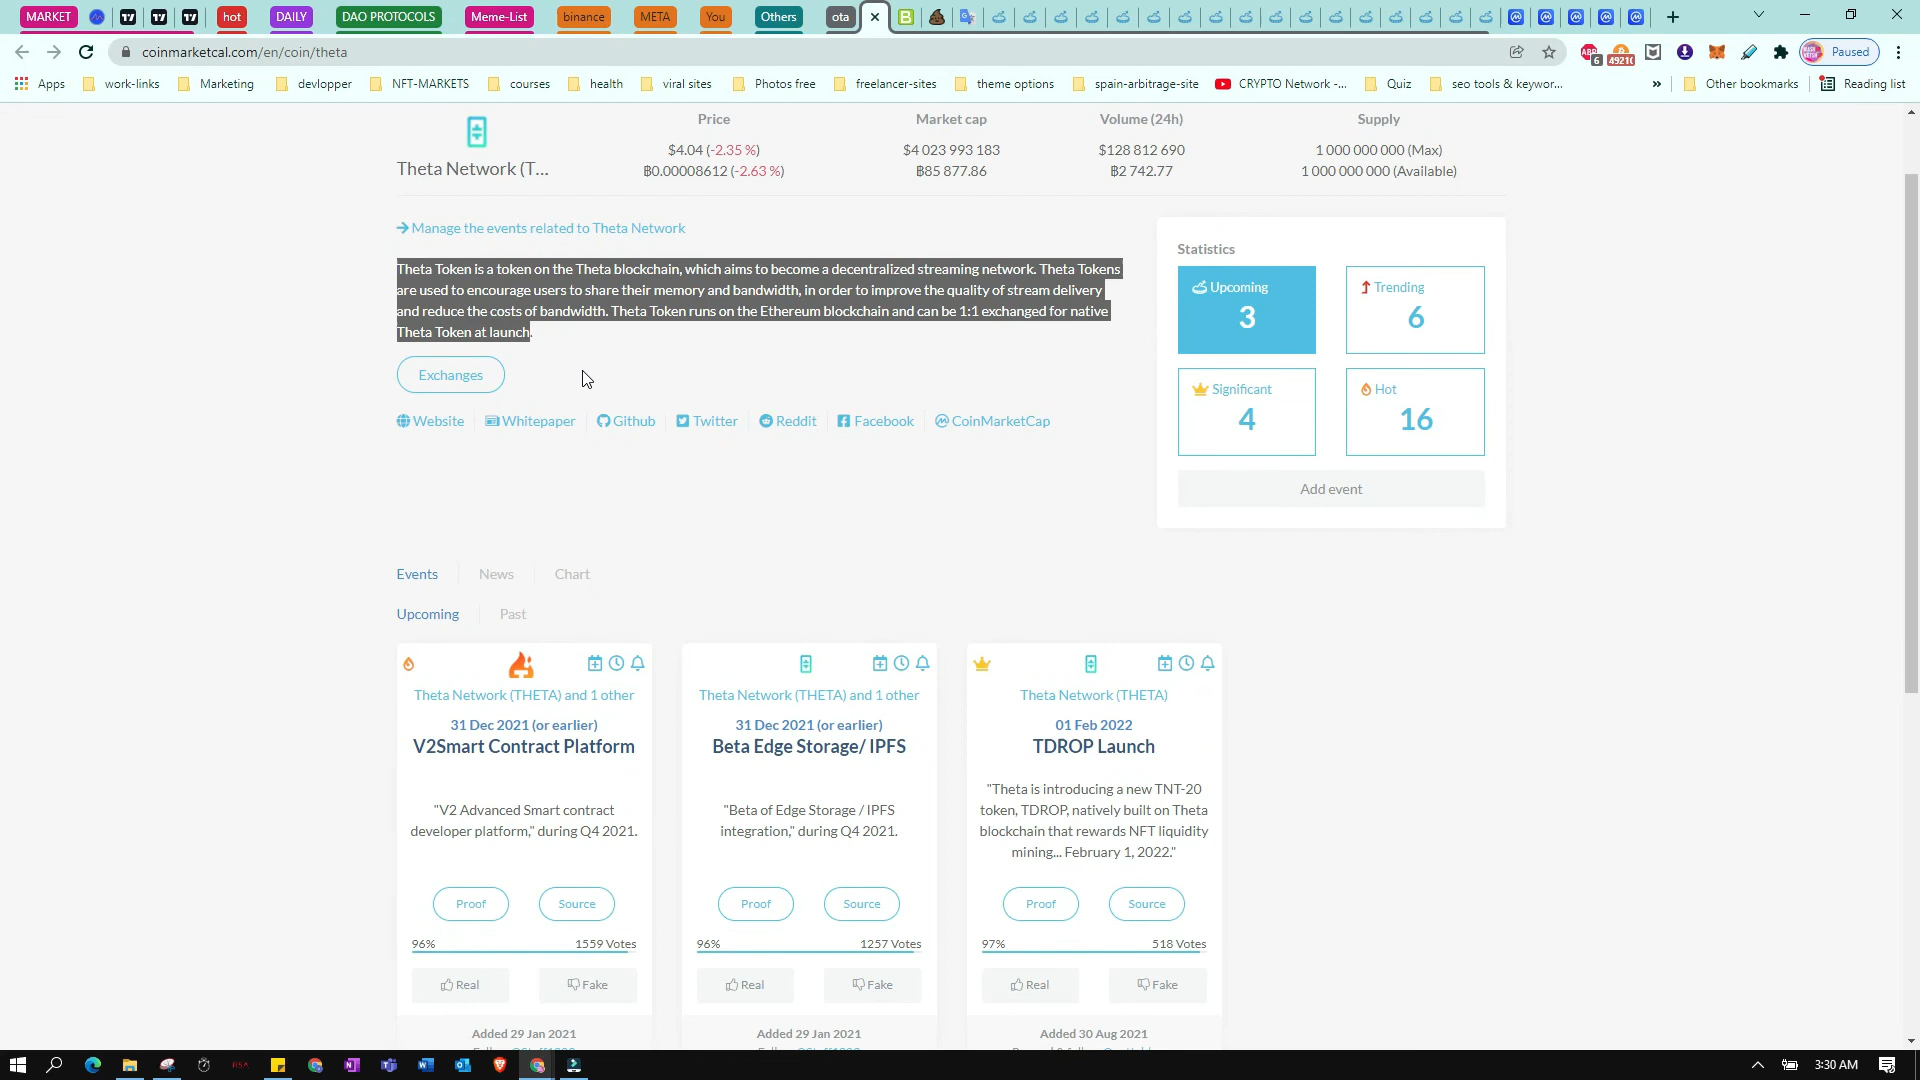 MARKET
hot
DAILY
DAO PROTOCOLS
Meme-List
binance
META
You
Others
ota
coinmarketcal.com/en/coin/theta
6
49210
Paused
Apps
work-links
Marketing
devlopper
NFT-MARKETS
courses
health
viral sites
Photos free
freelancer-sites
theme options
spain-arbitrage-site
CRYPTO Network -...
Quiz
seo tools & keywor...
»
Other bookmarks
Reading list
Theta Network (T...
Price
$4.04 (-2.35 %)
฿0.00008612 (-2.63 %)
Market cap
$4 023 993 183
฿85 877.86
Volume (24h)
$128 812 690
฿2 742.77
Supply
1 000 000 000 (Max)
1 000 000 000 (Available)
Manage the events related to Theta Network
Theta Token is a token on the Theta blockchain, which aims to become a decentralized streaming network. Theta Tokens
are used to encourage users to share their memory and bandwidth, in order to improve the quality of stream delivery
and reduce the costs of bandwidth. Theta Token runs on the Ethereum blockchain and can be 1:1 exchanged for native
Theta Token at launch.
Exchanges
Website
Whitepaper
Github
Twitter
Reddit
Facebook
CoinMarketCap
Statistics
Upcoming
3
Trending
6
Significant
4
Hot
16
Add event
Events
News
Chart
Upcoming
Past
Theta Network (THETA) and 1 other
31 Dec 2021 (or earlier)
V2Smart Contract Platform
"V2 Advanced Smart contract
developer platform," during Q4 2021.
Proof
Source
96%
1559 Votes
Real
Fake
Added 29 Jan 2021
Theta Network (THETA) and 1 other
31 Dec 2021 (or earlier)
Beta Edge Storage/ IPFS
"Beta of Edge Storage / IPFS
integration," during Q4 2021.
Proof
Source
96%
1257 Votes
Real
Fake
Added 29 Jan 2021
Theta Network (THETA)
01 Feb 2022
TDROP Launch
"Theta is introducing a new TNT-20
token, TDROP, natively built on Theta
blockchain that rewards NFT liquidity
mining... February 1, 2022."
Proof
Source
97%
518 Votes
Real
Fake
Added 30 Aug 2021
3:30 AM